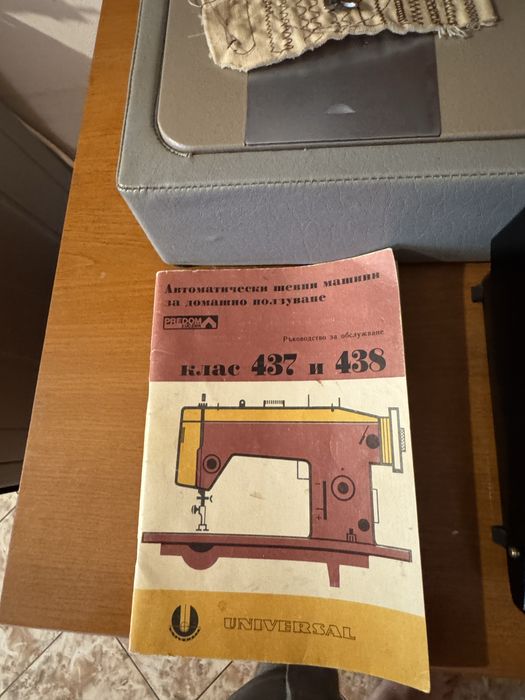 Автоматически шевни машини
за домашно ползуване
PREDOM
Ръководство за обслужване
клас 437 и 438
UNIVERSAL